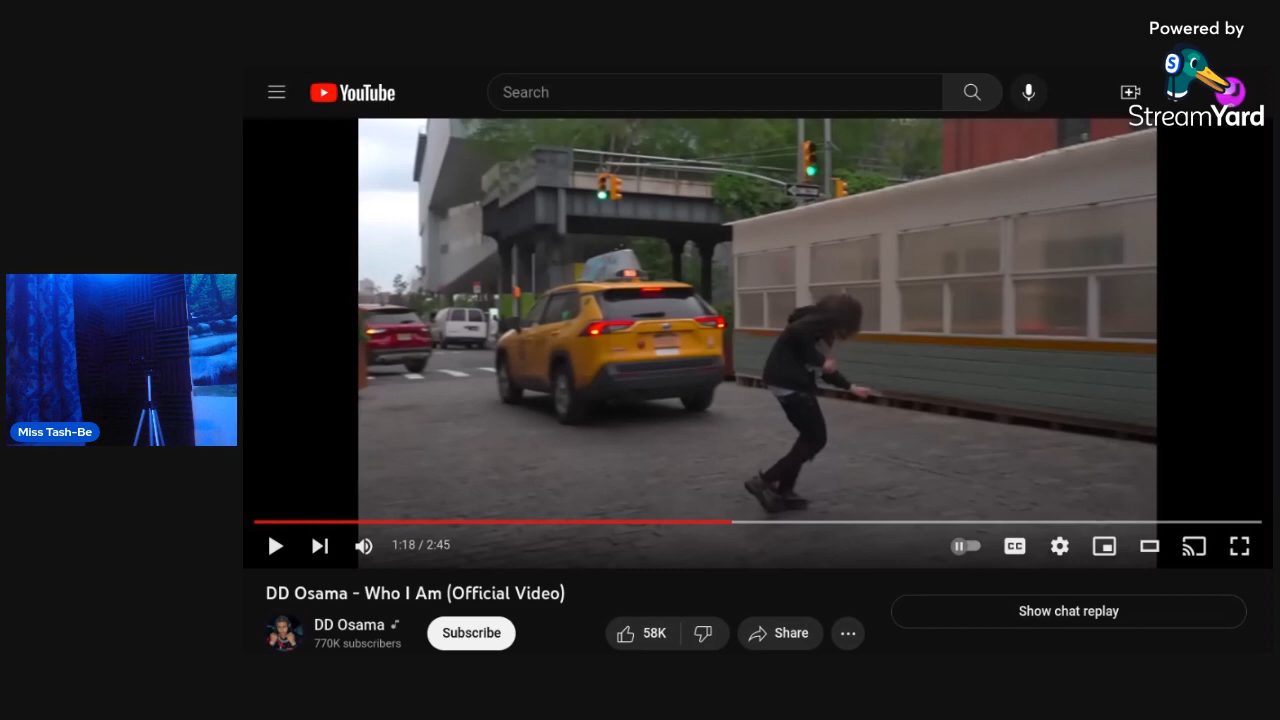 Powered by
StreamYard
YouTube
Search
Miss Tash-Be
1:18 / 2:45
CC
DD Osama - Who I Am (Official Video)
DD Osama
770K subscribers
Subscribe
58K
Share
Show chat replay